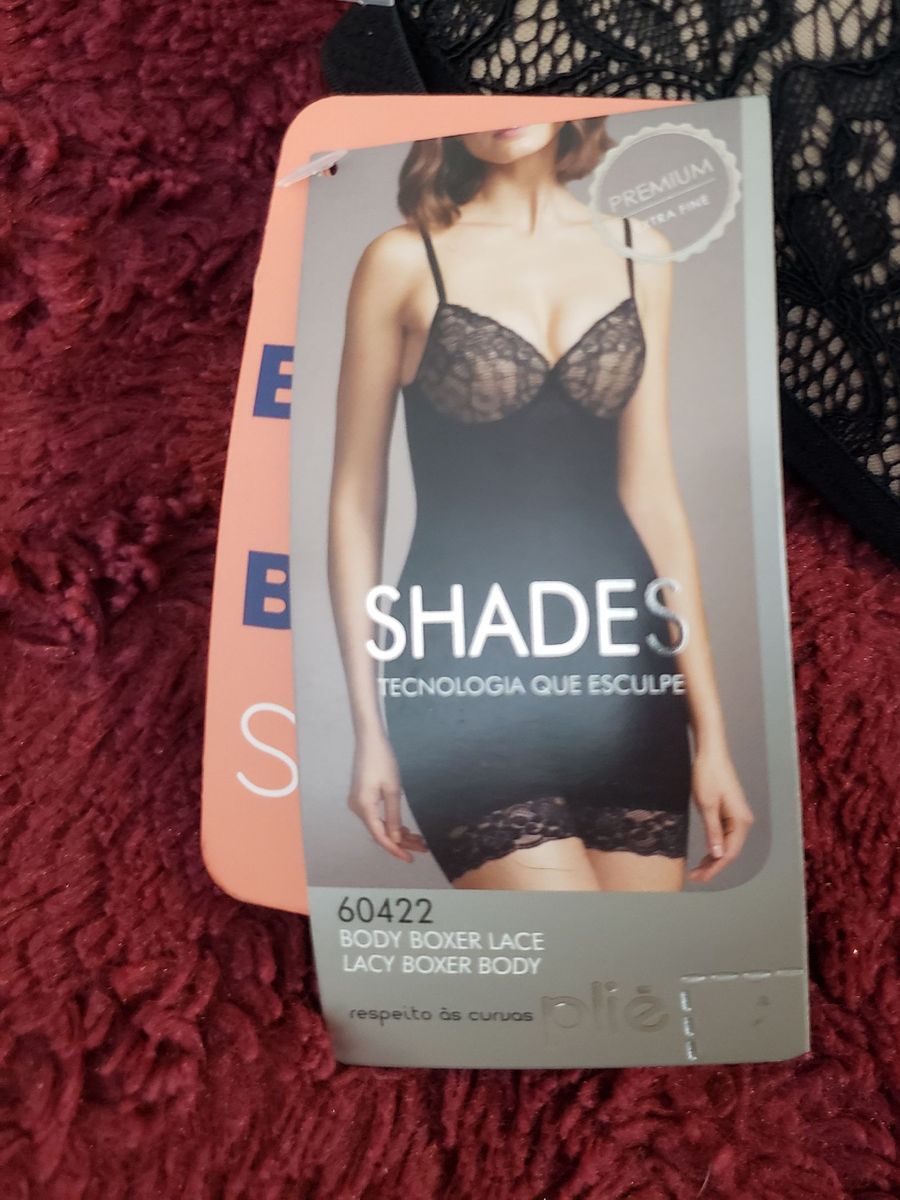 PREMIUM
EXTRA FINE
E
B
S
SHADES
TECNOLOGIA QUE ESCULPE
60422
BODY BOXER LACE
LACY BOXER BODY
respeito às curvas plié